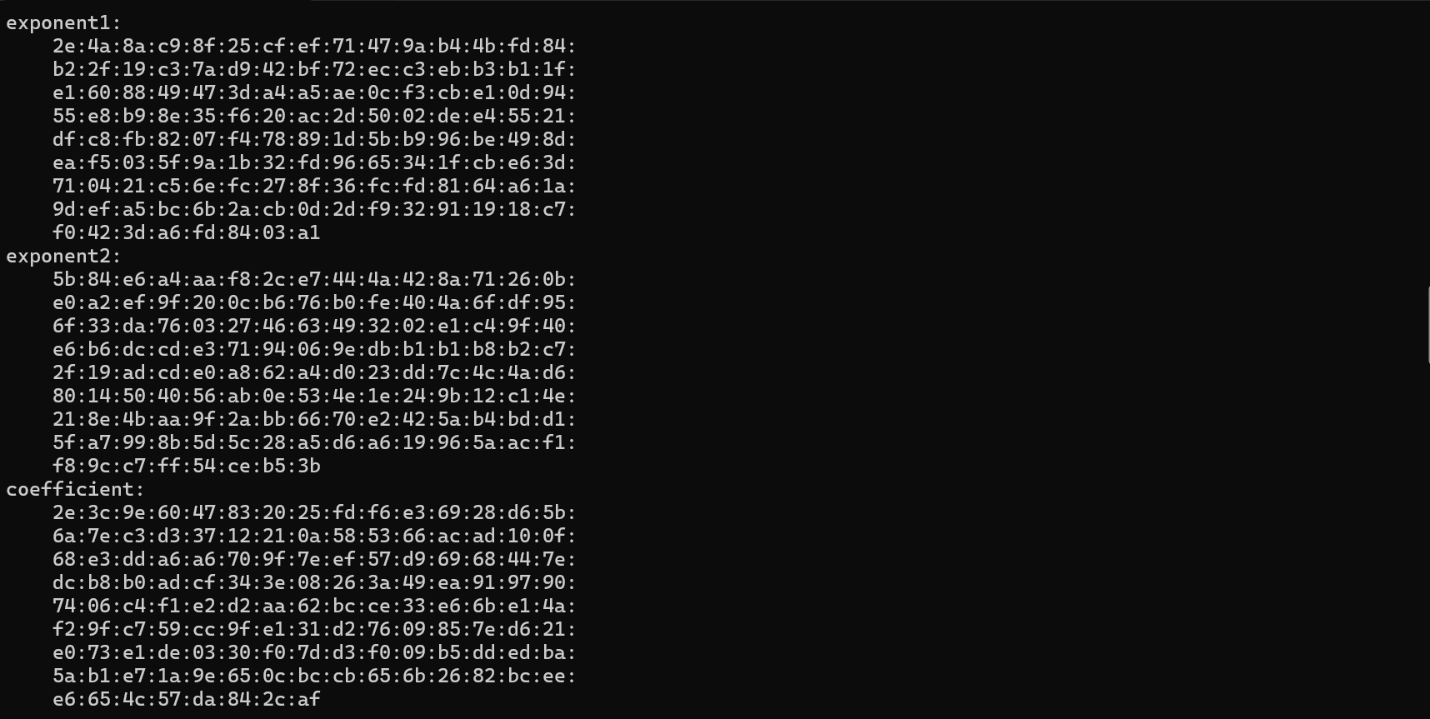 exponent1:
2e:4a:8a:c9:8f:25:cf:ef:71:47:9a:b4:4b:fd:84:
b2:2f:19:c3:7a:d9:42:bf:72:ec:c3:eb:b3:b1:1f:
e1:60:88:49:47:3d:a4:a5:ae:0c:f3:cb:e1:0d:94:
55:e8:b9:8e:35:f6:20:ac:2d:50:02:de:e4:55:21:
df:c8:fb:82:07:f4:78:89:1d:5b:b9:96:be:49:8d:
ea:f5:03:5f:9a:1b:32:fd:96:65:34:1f:cb:e6:3d:
71:04:21:c5:6e:fc:27:8f:36:fc:fd:81:64:a6:1a:
9d:ef:a5:bc:6b:2a:cb:0d:2d:f9:32:91:19:18:c7:
f0:42:3d:a6:fd:84:03:a1
exponent2:
5b:84:e6:a4:aa:f8:2c:e7:44:4a:42:8a:71:26:0b:
e0:a2:ef:9f:20:0c:b6:76:b0:fe:40:4a:6f:df:95:
6f:33:da:76:03:27:46:63:49:32:02:e1:c4:9f:40:
e6:b6:dc:cd:e3:71:94:06:9e:db:b1:b1:b8:b2:c7:
2f:19:ad:cd:e0:a8:62:a4:d0:23:dd:7c:4c:4a:d6:
80:14:50:40:56:ab:0e:53:4e:1e:24:9b:12:c1:4e:
21:8e:4b:aa:9f:2a:bb:66:70:e2:42:5a:b4:bd:d1:
5f:a7:99:8b:5d:5c:28:a5:d6:a6:19:96:5a:ac:f1:
f8:9c:c7:ff:54:ce:b5:3b
coefficient:
2e:3c:9e:60:47:83:20:25:fd:f6:e3:69:28:d6:5b:
6a:7e:c3:d3:37:12:21:0a:58:53:66:ac:ad:10:0f:
68:e3:dd:a6:a6:70:9f:7e:ef:57:d9:69:68:44:7e:
dc:b8:b0:ad:cf:34:3e:08:26:3a:49:ea:91:97:90:
74:06:c4:f1:e2:d2:aa:62:bc:ce:33:e6:6b:e1:4a:
f2:9f:c7:59:cc:9f:e1:31:d2:76:09:85:7e:d6:21:
e0:73:e1:de:03:30:f0:7d:d3:f0:09:b5:dd:ed:ba:
5a:b1:e7:1a:9e:65:0c:bc:cb:65:6b:26:82:bc:ee:
e6:65:4c:57:da:84:2c:af